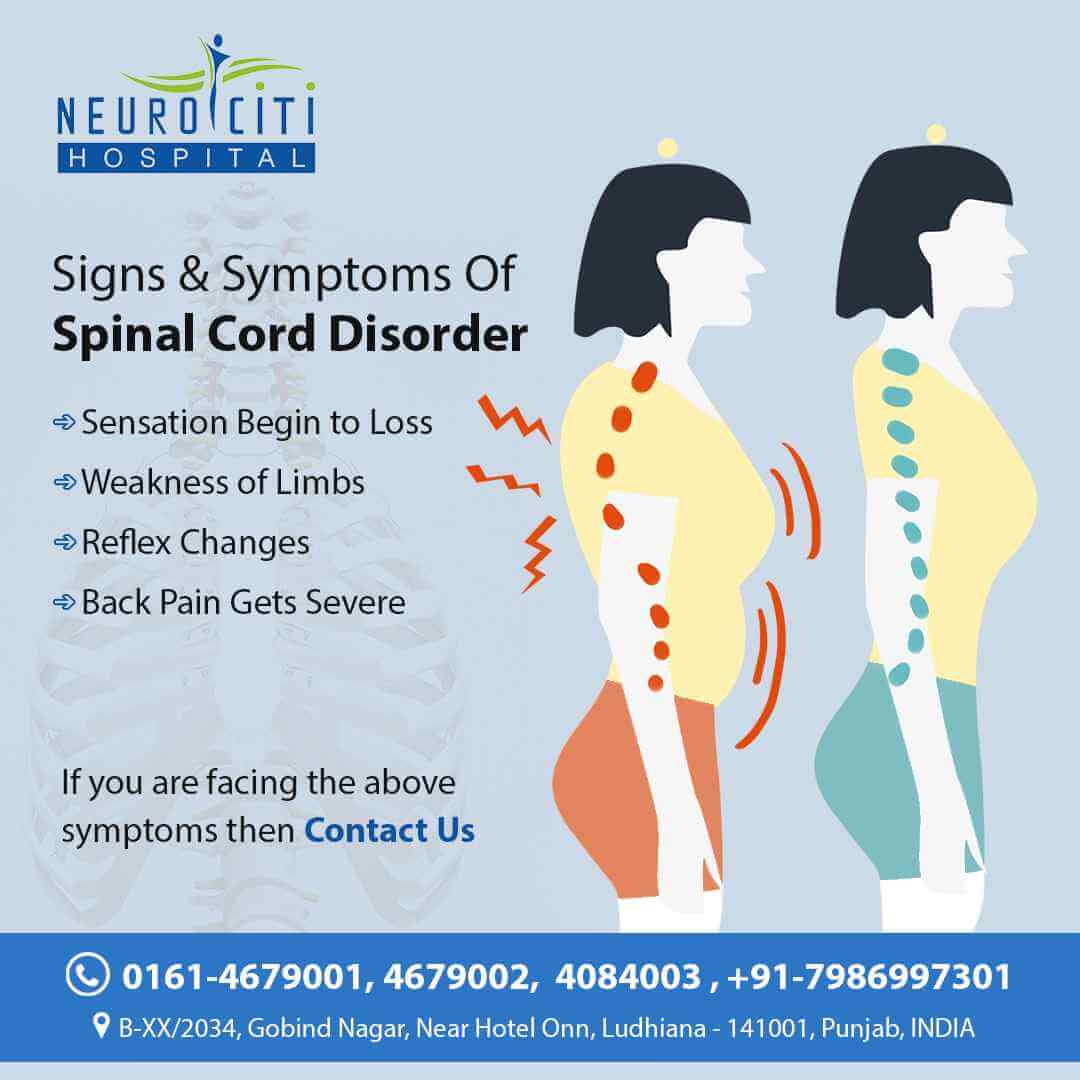 NEURO CiTi
HOSPITAL
Signs & Symptoms Of
Spinal Cord Disorder
Sensation Begin to Loss
Weakness of Limbs
Reflex Changes
Back Pain Gets Severe
If you are facing the above
symptoms then Contact Us
0161-4679001, 4679002, 4084003 , +91-7986997301
B-XX/2034, Gobind Nagar, Near Hotel Onn, Ludhiana - 141001, Punjab, INDIA